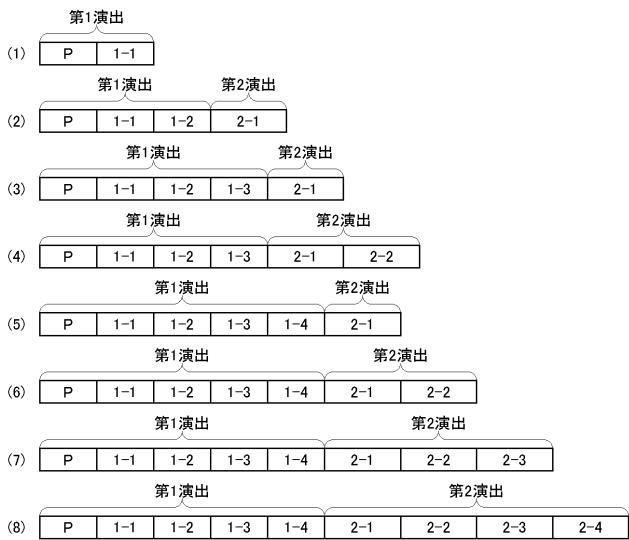 第1演出
(1) P 1-1
第1演出 第2演出
(2) P 1-1 1-2 2-1
第1演出 第2演出
(3) P 1-1 1-2 1-3 2-1
第1演出 第2演出
(4) P 1-1 1-2 1-3 2-1 2-2
第1演出 第2演出
(5) P 1-1 1-2 1-3 1-4 2-1
第1演出 第2演出
(6) P 1-1 1-2 1-3 1-4 2-1 2-2
第1演出 第2演出
(7) P 1-1 1-2 1-3 1-4 2-1 2-2 2-3
第1演出 第2演出
(8) P 1-1 1-2 1-3 1-4 2-1 2-2 2-3 2-4